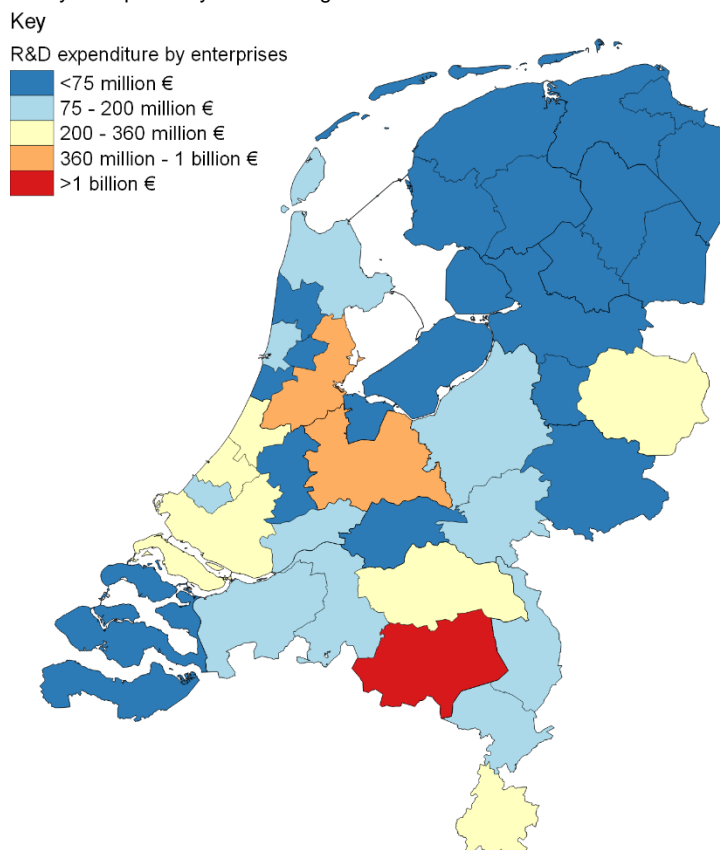 Key
R&D expenditure by enterprises
<75 million €
75 - 200 million €
200 - 360 million €
360 million - 1 billion €
>1 billion €